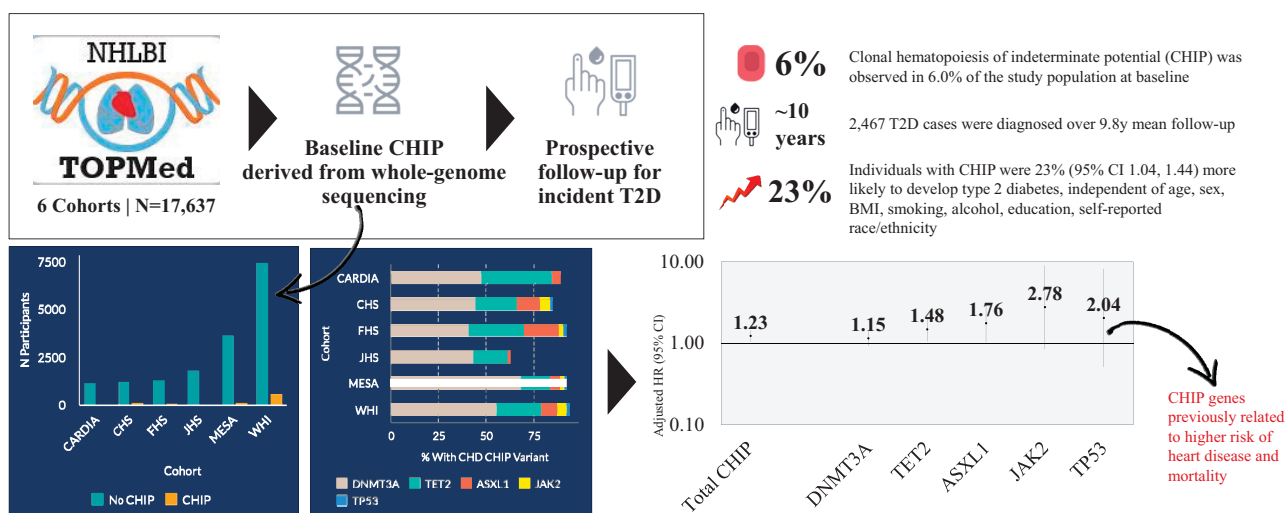 NHLBI
TOPMed
6 Cohorts | N=17,637
Baseline CHIP
derived from whole-genome
sequencing
Prospective
follow-up for
incident T2D
6%
Clonal hematopoiesis of indeterminate potential (CHIP) was
observed in 6.0% of the study population at baseline
~10
years
2,467 T2D cases were diagnosed over 9.8y mean follow-up
23%
Individuals with CHIP were 23% (95% CI 1.04, 1.44) more
likely to develop type 2 diabetes, independent of age, sex,
BMI, smoking, alcohol, education, self-reported
race/ethnicity
N Participants
7500
5000
2500
0
CARDIA
CHS
FHS
JHS
MESA
WHI
Cohort
No CHIP
CHIP
Cohort
CARDIA
CHS
FHS
JHS
MESA
WHI
0
25
50
75
% With CHD CHIP Variant
DNMT3A
TET2
ASXL1
JAK2
TP53
Adjusted HR (95% CI)
10.00
1.00
0.10
1.23
1.15
1.48
1.76
2.78
2.04
Total CHIP
DNMT3A
TET2
ASXL1
JAK2
TP53
CHIP genes
previously related
to higher risk of
heart disease and
mortality